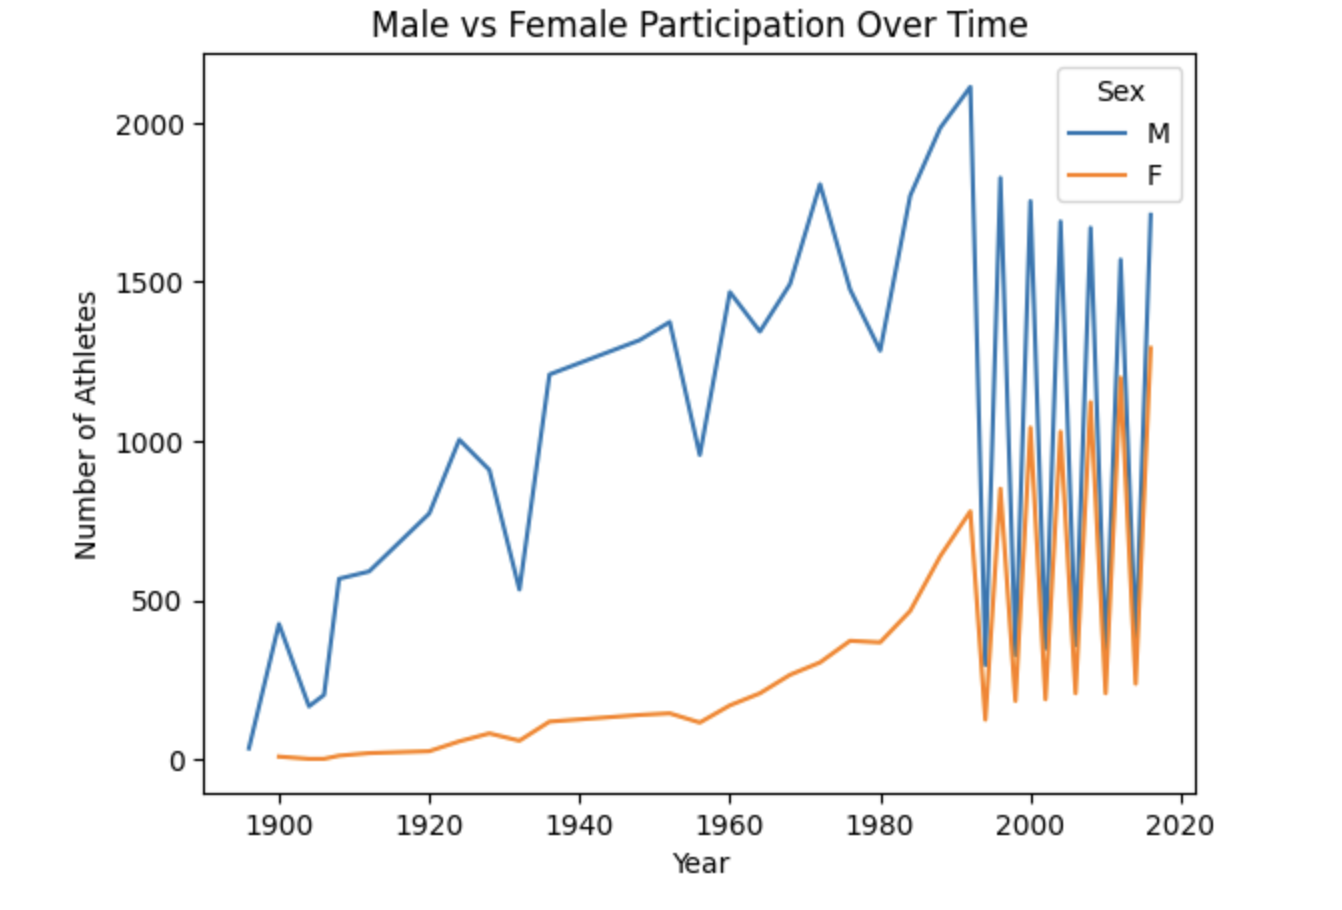 Male vs Female Participation Over Time
Sex
M
F
2000
1500
1000
500
0
Number of Athletes
1900 1920 1940 1960 1980 2000 2020
Year